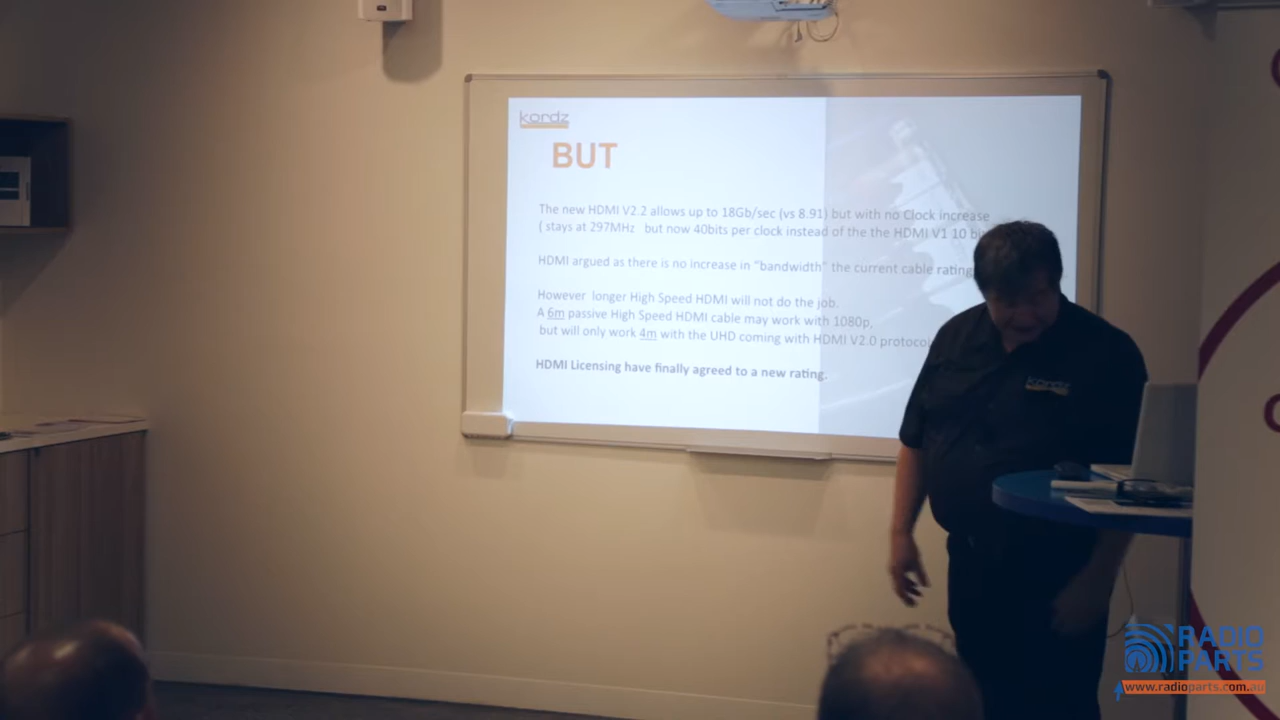 kordz
BUT
The new HDMI V2.2 allows up to 18Gb/sec (vs 8.91) but with no Clock increase
( stays at 297MHz but now 40bits per clock instead of the the HDMI V1 10
HDMI argued as there is no increase in "bandwidth" the current cable rating
However longer High Speed HDMI will not do the job.
A 6m passive High Speed HDMI cable may work with 1080p,
but will only work 4m with the UHD coming with HDMI V2.0 protocol
HDMI Licensing have finally agreed to a new rating.
kordz
RADIO
PARTS
www.radioparts.com.au